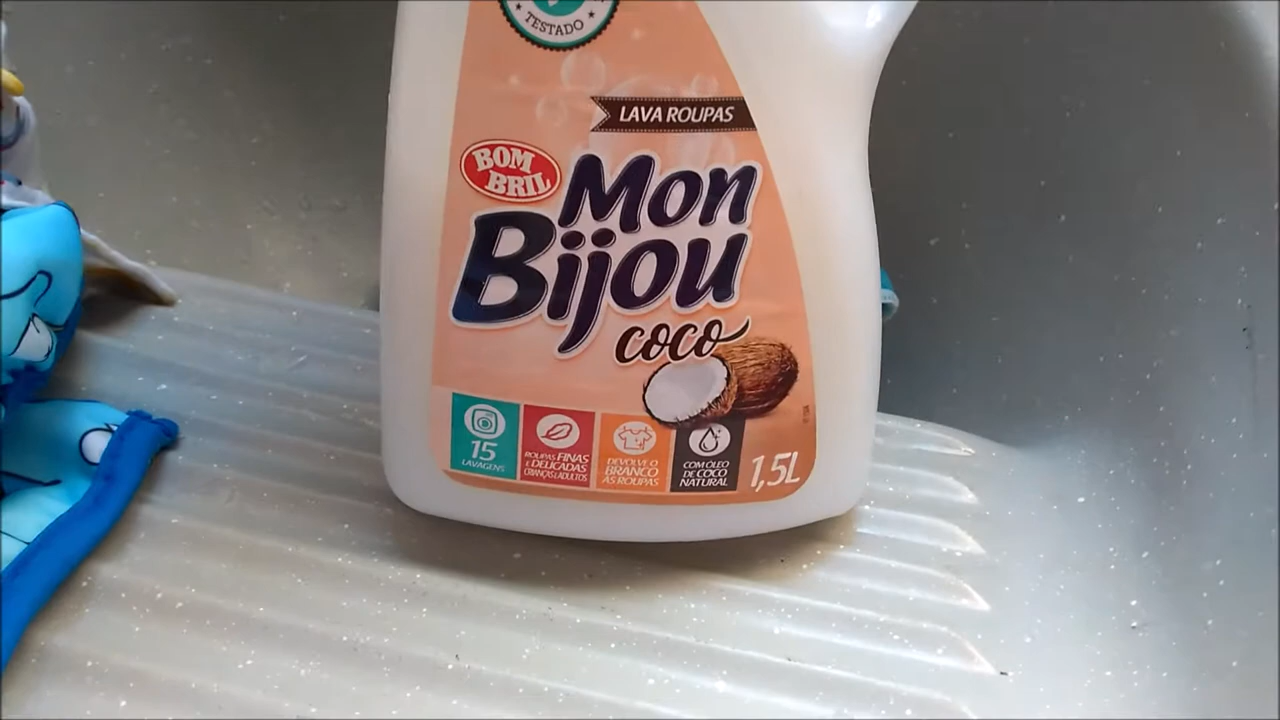 TESTADO
LAVA ROUPAS
BOM
BRIL
Mon
Bijou
coco
15
LAVAGENS
ROUPAS FINAS
E DELICADAS
CRIANÇAS E ADULTOS
DEVOLVE O
BRANCO
ÀS ROUPAS
COM ÓLEO
DE COCO
NATURAL
1,5L